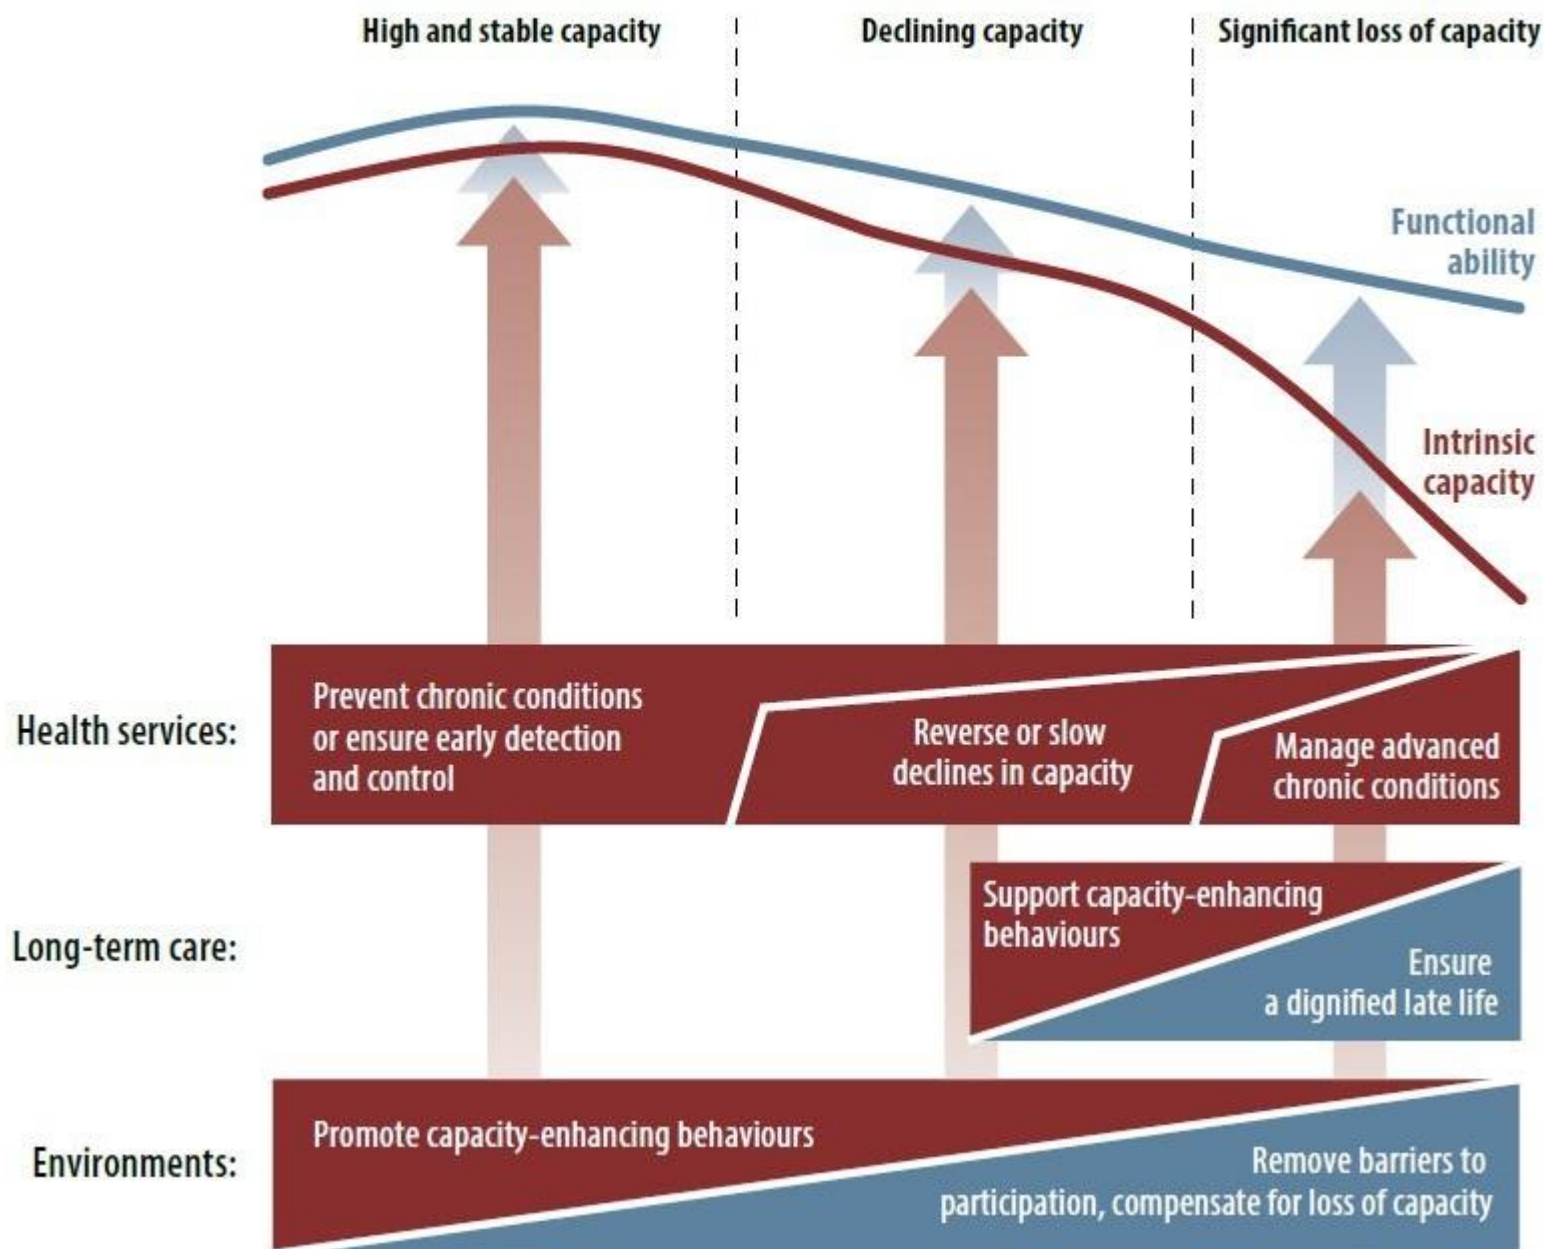 High and stable capacity
Declining capacity
Significant loss of capacity
Functional
ability
Intrinsic
capacity
Health services:
Prevent chronic conditions
or ensure early detection
and control
Reverse or slow
declines in capacity
Manage advanced
chronic conditions
Long-term care:
Support capacity-enhancing
behaviours
Ensure
a dignified late life
Environments:
Promote capacity-enhancing behaviours
Remove barriers to
participation, compensate for loss of capacity